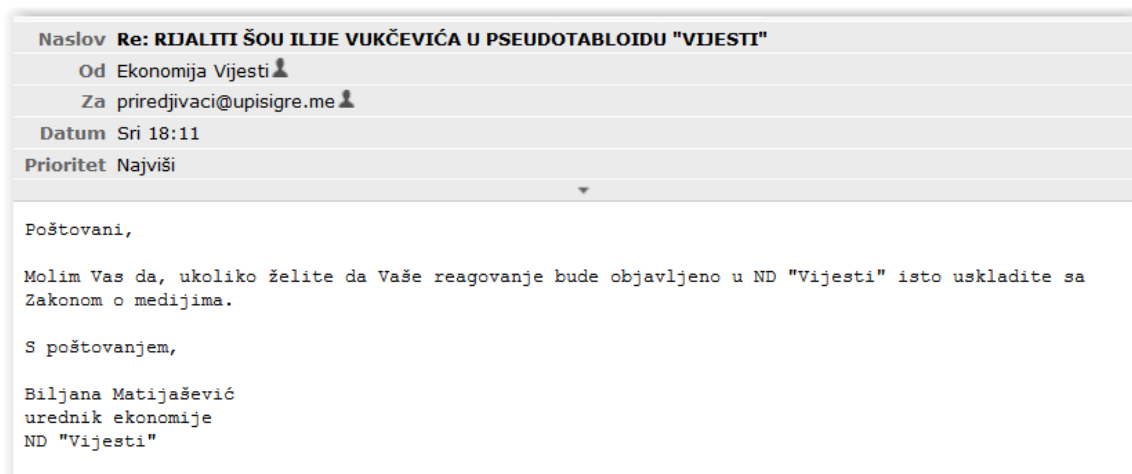 Naslov Re: RIJALITI ŠOU ILIJE VUKČEVIĆA U PSEUDOTABLOIDU "VIJESTI"
Od Ekonomija Vijesti
Za priredjivaci@upisigre.me
Datum Sri 18:11
Prioritet Najviši
Poštovani,
Molim Vas da, ukoliko želite da Vaše reagovanje bude objavljeno u ND "Vijesti" isto uskladite sa
Zakonom o medijima.
S poštovanjem,
Biljana Matijašević
urednik ekonomije
ND "Vijesti"